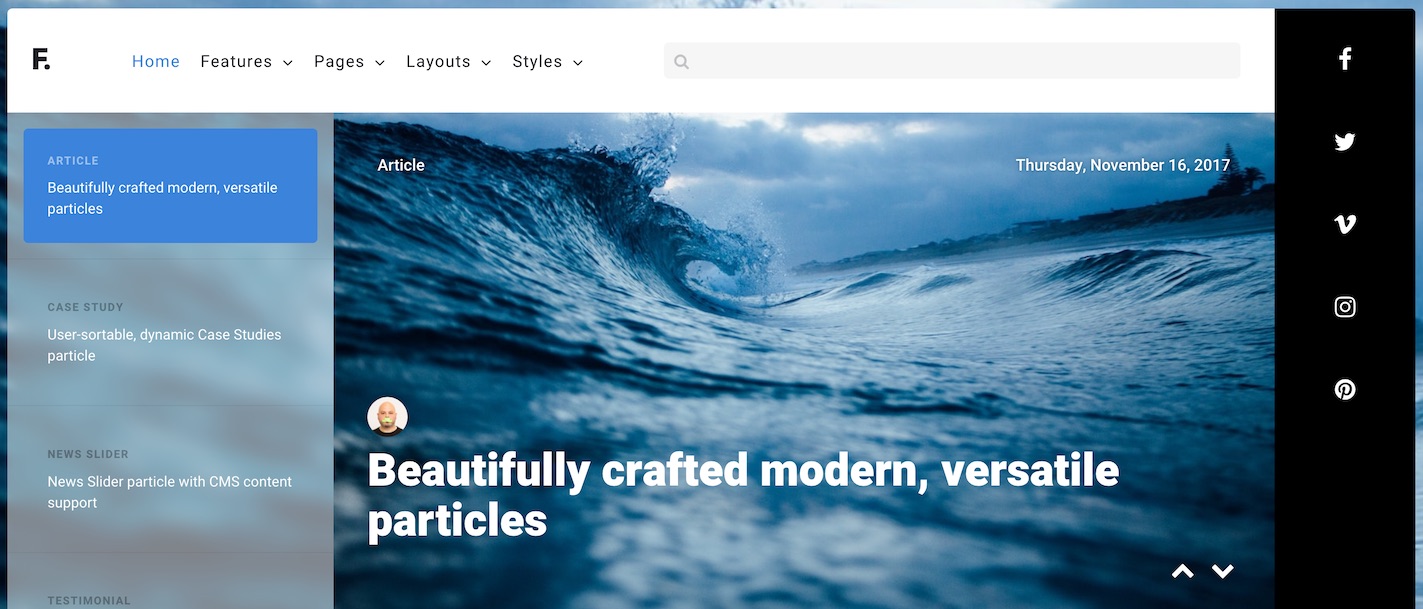 F.
Home Features Pages Layouts Styles
ARTICLE
Beautifully crafted modern, versatile
particles
CASE STUDY
User-sortable, dynamic Case Studies
particle
NEWS SLIDER
News Slider particle with CMS content
support
TESTIMONIAL
Article
Thursday, November 16, 2017
Beautifully crafted modern, versatile
particles